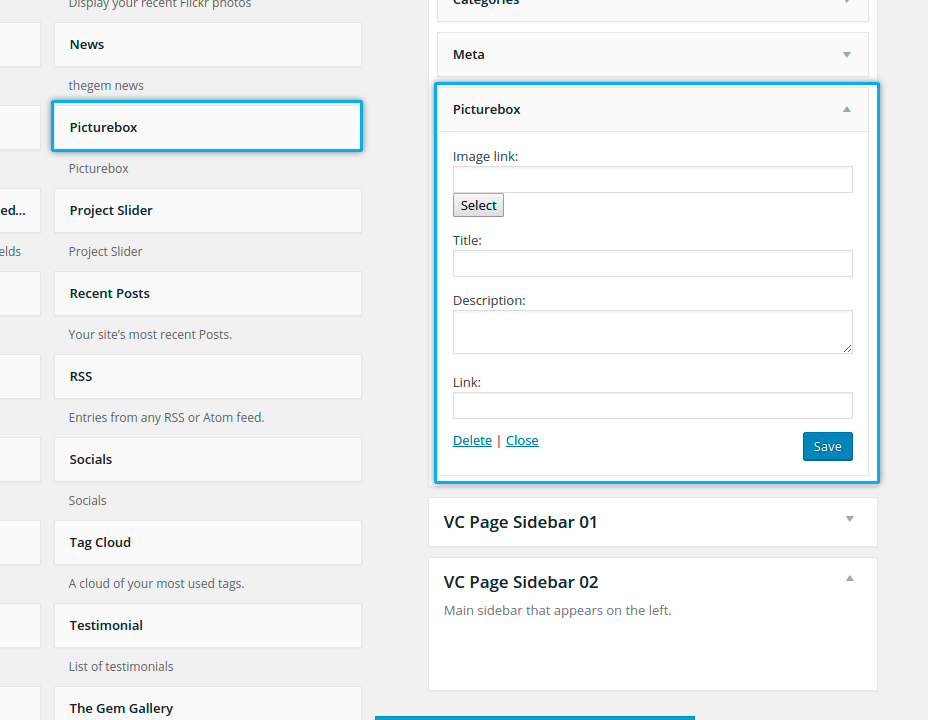 Display your recent Flickr photos
News
thegem news
Picturebox
Picturebox
ed...
Project Slider
elds
Project Slider
Recent Posts
Your site's most recent Posts.
RSS
Entries from any RSS or Atom feed.
Socials
Socials
Tag Cloud
A cloud of your most used tags.
Testimonial
List of testimonials
The Gem Gallery
Categories
Meta
Picturebox
Image link:
Select
Title:
Description:
Link:
Delete | Close
Save
VC Page Sidebar 01
VC Page Sidebar 02
Main sidebar that appears on the left.